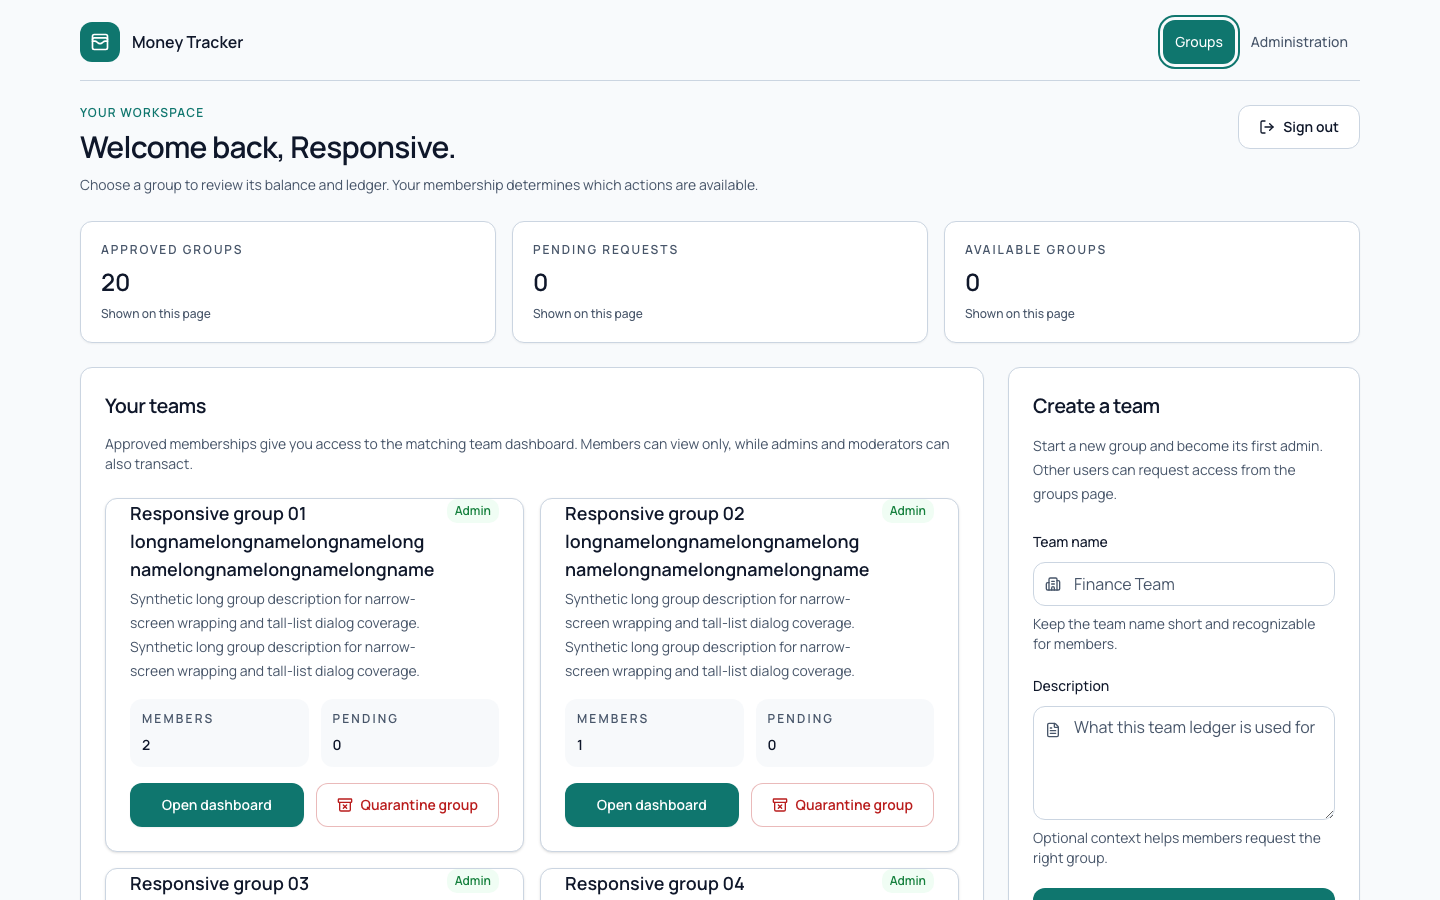 Money Tracker
Groups
Administration
YOUR WORKSPACE
Welcome back, Responsive.
Choose a group to review its balance and ledger. Your membership determines which actions are available.
Sign out
APPROVED GROUPS
20
Shown on this page
PENDING REQUESTS
0
Shown on this page
AVAILABLE GROUPS
0
Shown on this page
Your teams
Approved memberships give you access to the matching team dashboard. Members can view only, while admins and moderators can
also transact.
Responsive group 01
longnamelongnamelongnamelong
namelongnamelongnamelongname
Admin
Synthetic long group description for narrow-
screen wrapping and tall-list dialog coverage.
Synthetic long group description for narrow-
screen wrapping and tall-list dialog coverage.
MEMBERS
2
PENDING
0
Open dashboard
Quarantine group
Responsive group 02
longnamelongnamelongnamelong
namelongnamelongnamelongname
Admin
Synthetic long group description for narrow-
screen wrapping and tall-list dialog coverage.
Synthetic long group description for narrow-
screen wrapping and tall-list dialog coverage.
MEMBERS
1
PENDING
0
Open dashboard
Quarantine group
Responsive group 03
Admin
Responsive group 04
Admin
Create a team
Start a new group and become its first admin.
Other users can request access from the
groups page.
Team name
Finance Team
Keep the team name short and recognizable
for members.
Description
What this team ledger is used for
Optional context helps members request the
right group.